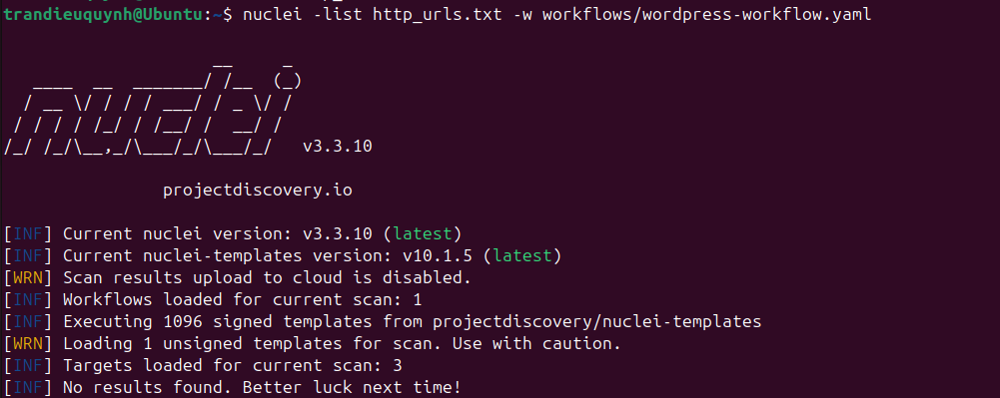 trandieuquynh@Ubuntu:~$ nuclei -list http_urls.txt -w workflows/wordpress-workflow.yaml
                     __     _
   ____  __  _______/ /__  (_)
  / __ \/ / / / ___/ / _ \/ /
 / / / / /_/ / /__/ /  __/ /
/_/ /_/\__,_/\___/_/\___/_/   v3.3.10
projectdiscovery.io
[INF] Current nuclei version: v3.3.10 (latest)
[INF] Current nuclei-templates version: v10.1.5 (latest)
[WRN] Scan results upload to cloud is disabled.
[INF] Workflows loaded for current scan: 1
[INF] Executing 1096 signed templates from projectdiscovery/nuclei-templates
[WRN] Loading 1 unsigned templates for scan. Use with caution.
[INF] Targets loaded for current scan: 3
[INF] No results found. Better luck next time!